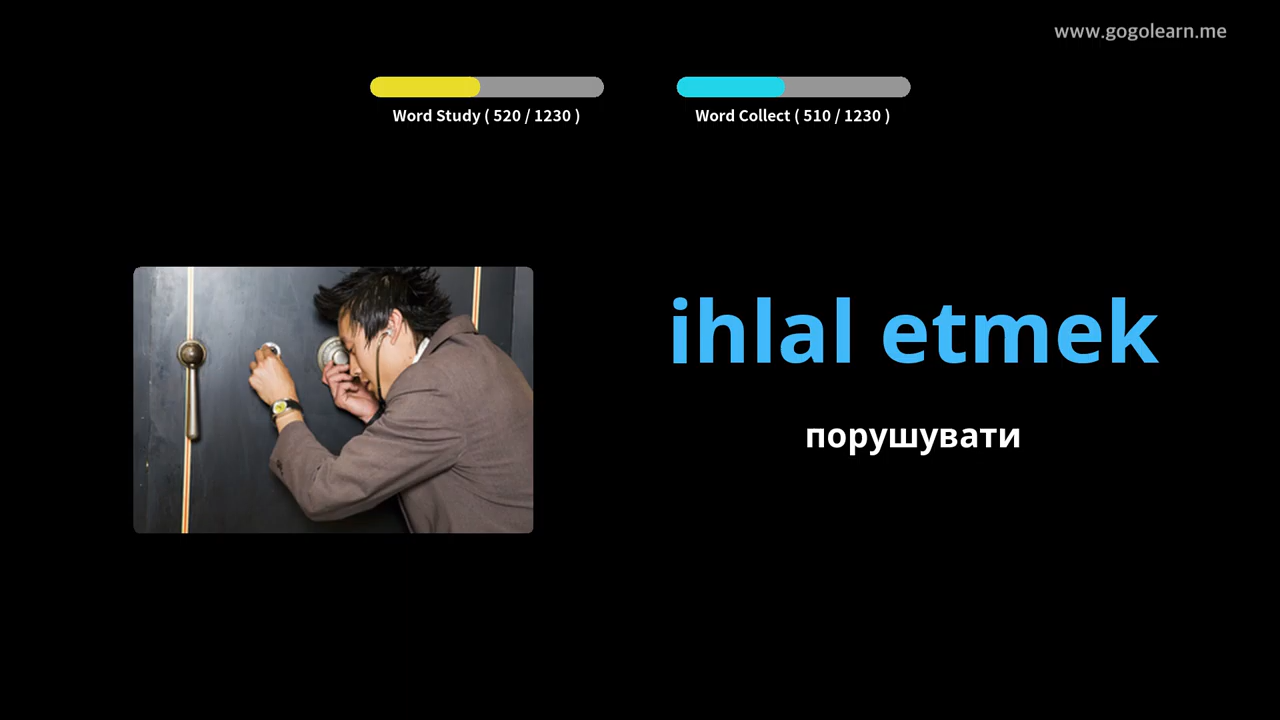 www.gogolearn.me
Word Study ( 520 / 1230 )
Word Collect ( 510 / 1230 )
ihlal etmek
порушувати